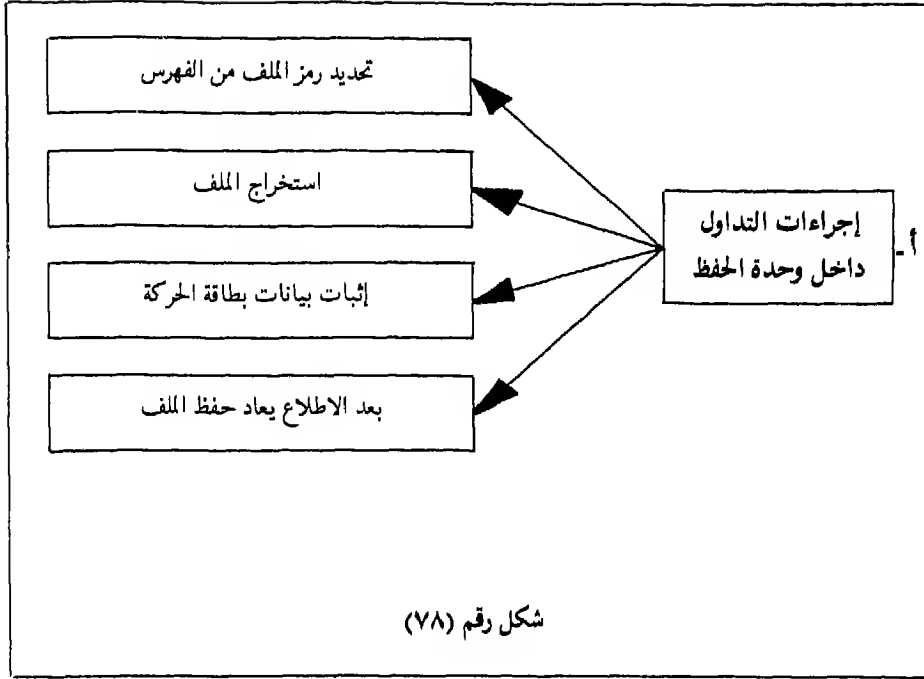 أ- إجراءات التداول
داخل وحدة الحفظ
تحديد رمز الملف من الفهرس
استخراج الملف
إثبات بيانات بطاقة الحركة
بعد الاطلاع يعاد حفظ الملف
شكل رقم (٧٨)